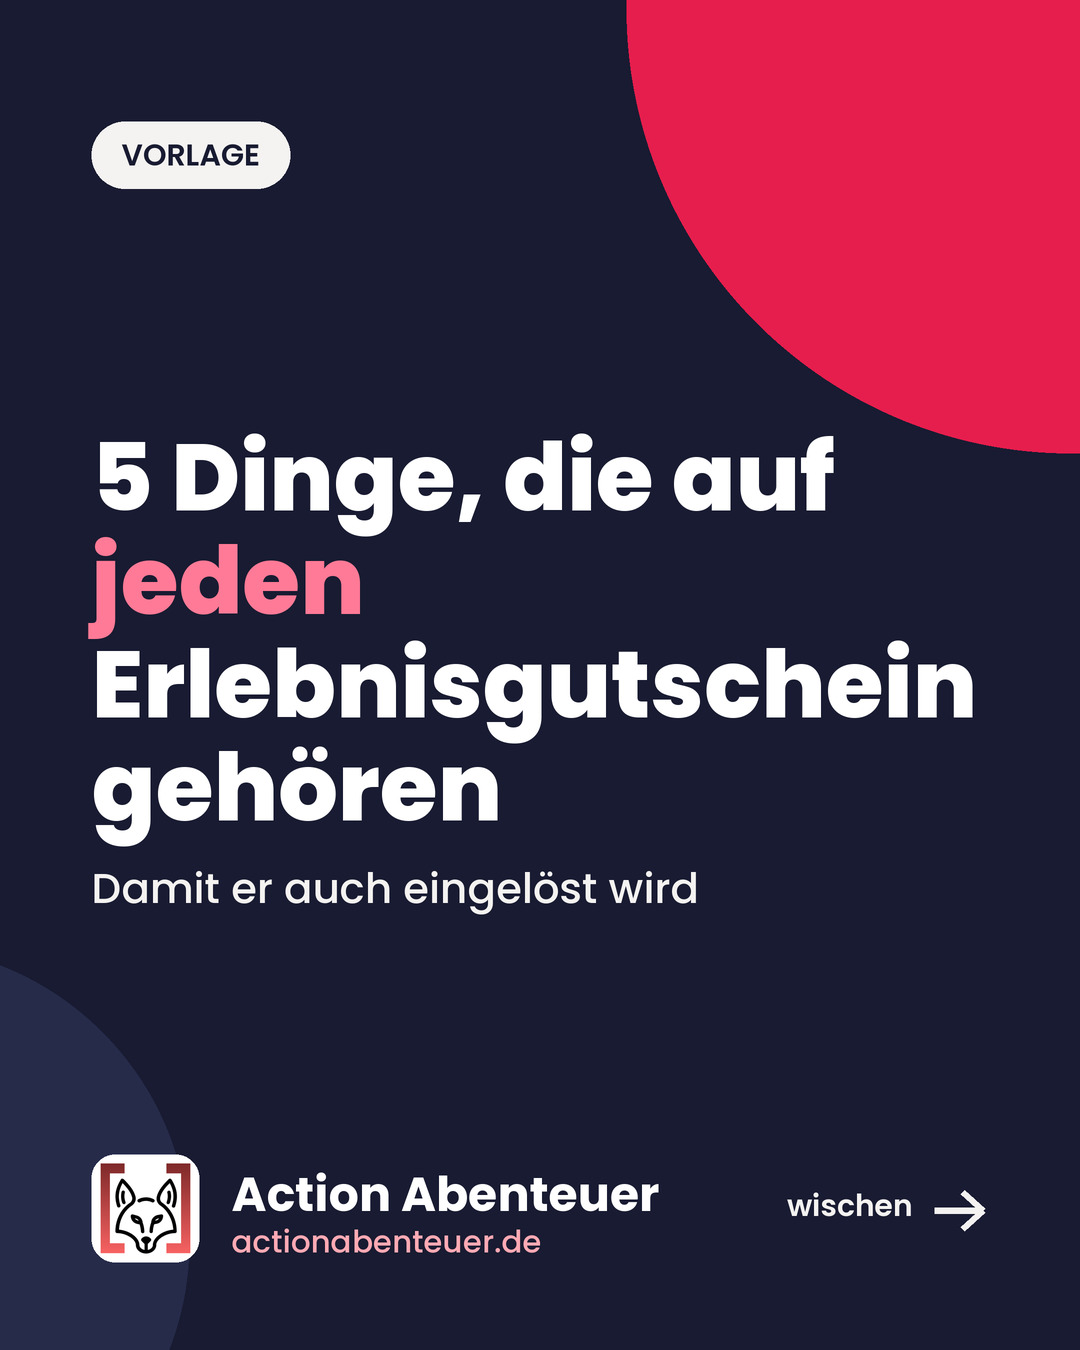 VORLAGE
5 Dinge, die auf
jeden
Erlebnisgutschein
gehören
Damit er auch eingelöst wird
Action Abenteuer
actionabenteuer.de
wischen